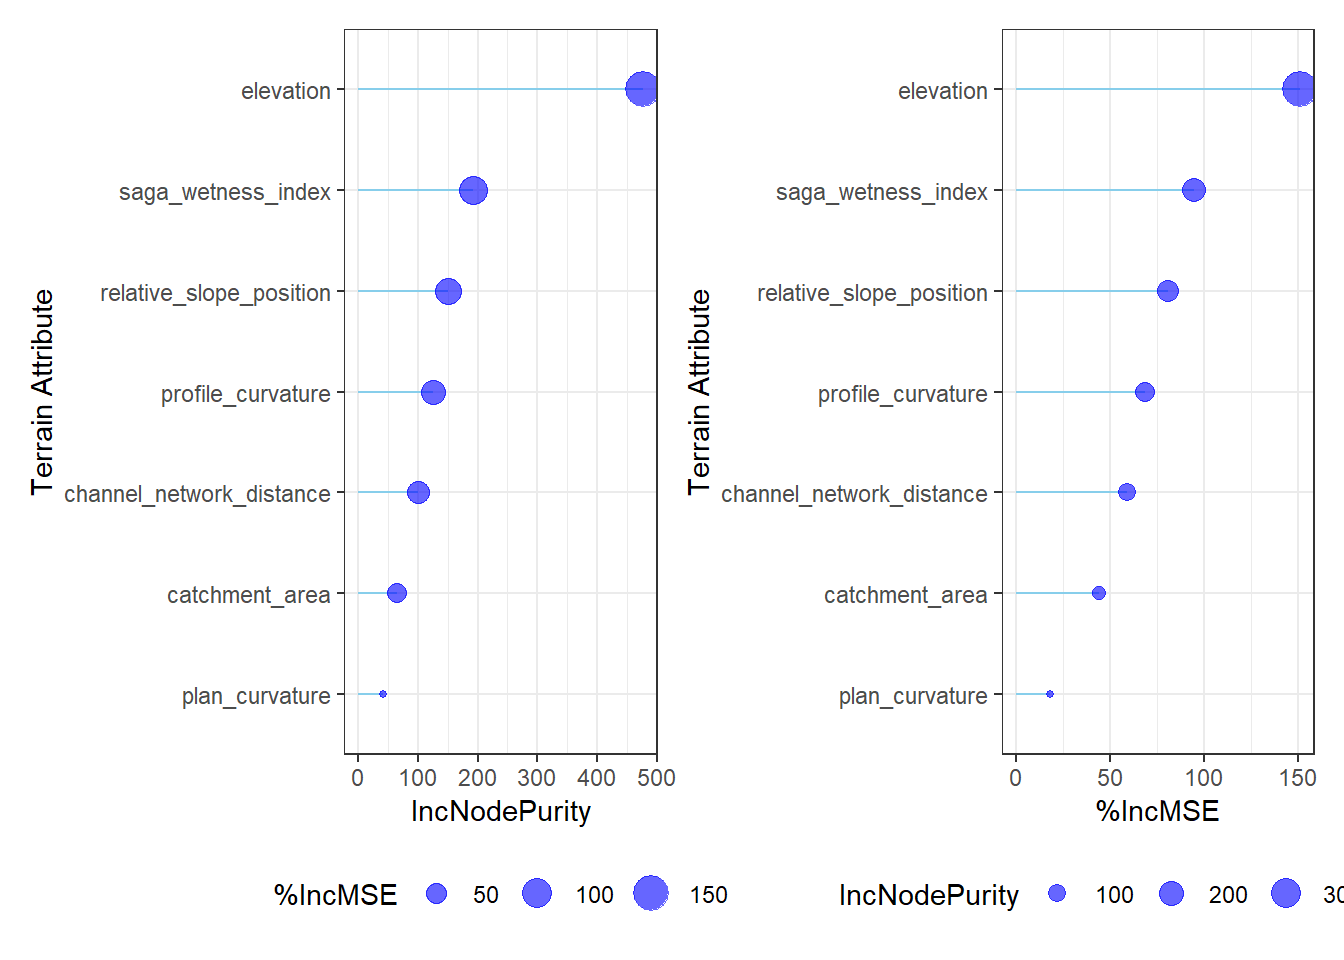 elevation
saga_wetness_index
relative_slope_position
profile_curvature
channel_network_distance
catchment_area
plan_curvature
Terrain Attribute
0 100 200 300 400 500
IncNodePurity
%IncMSE 50 100 150
elevation
saga_wetness_index
relative_slope_position
profile_curvature
channel_network_distance
catchment_area
plan_curvature
Terrain Attribute
0 50 100 150
%IncMSE
IncNodePurity 100 200 30